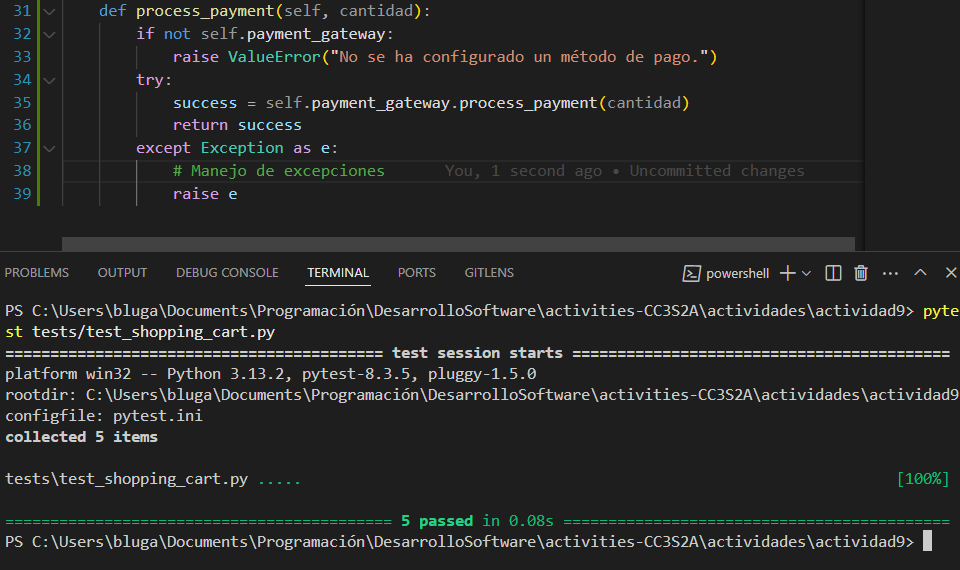 31 def process_payment(self, cantidad):
32 if not self.payment_gateway:
33 raise ValueError("No se ha configurado un método de pago.")
34 try:
35 success = self.payment_gateway.process_payment(cantidad)
36 return success
37 except Exception as e:
38 # Manejo de excepciones You, 1 second ago • Uncommitted changes
39 raise e
PROBLEMS OUTPUT DEBUG CONSOLE TERMINAL PORTS GITLENS powershell
PS C:\Users\bluga\Documents\Programación\DesarrolloSoftware\activities-CC3S2A\actividades\actividad9> pyte
st tests/test_shopping_cart.py
========================================== test session starts ==========================================
platform win32 -- Python 3.13.2, pytest-8.3.5, pluggy-1.5.0
rootdir: C:\Users\bluga\Documents\Programación\DesarrolloSoftware\activities-CC3S2A\actividades\actividad9
configfile: pytest.ini
collected 5 items
tests\test_shopping_cart.py ..... [100%]
=========================================== 5 passed in 0.08s ===========================================
PS C:\Users\bluga\Documents\Programación\DesarrolloSoftware\activities-CC3S2A\actividades\actividad9>